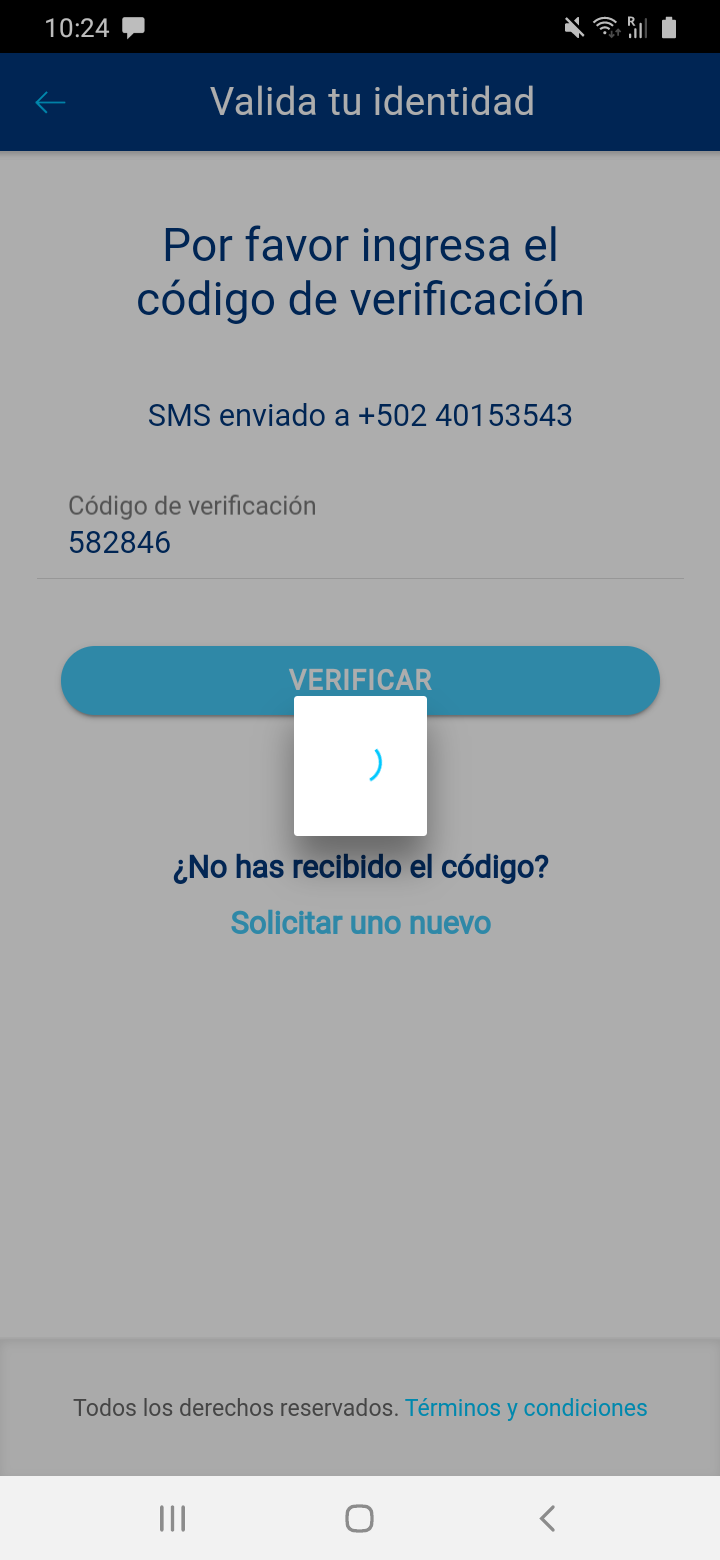 10:24
R
Valida tu identidad
Por favor ingresa el
código de verificación
SMS enviado a +502 40153543
Código de verificación
582846
VERIFICAR
¿No has recibido el código?
Solicitar uno nuevo
Todos los derechos reservados. Términos y condiciones